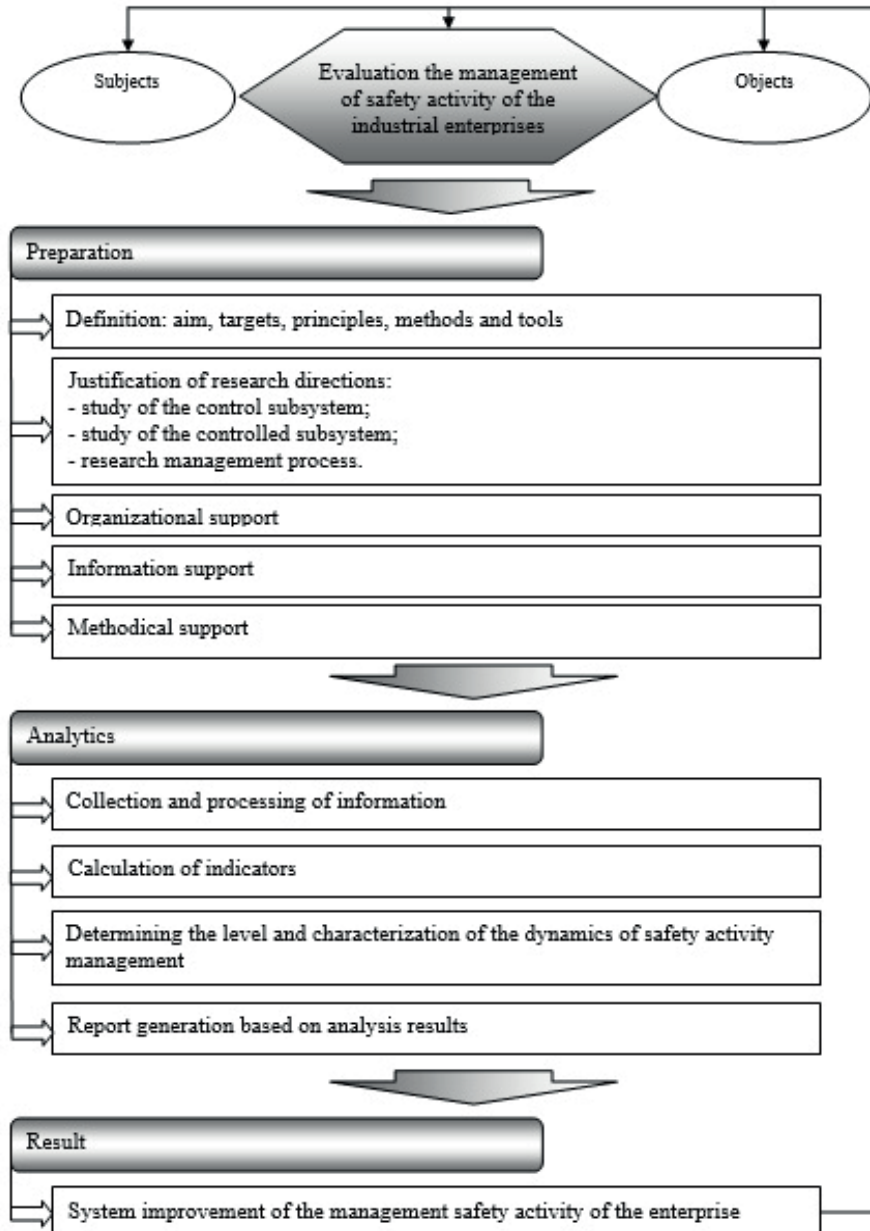 Subjects
Evaluation the management
of safety activity of the
industrial enterprises
Objects
Preparation
Definition: aim, targets, principles, methods and tools
Justification of research directions:
- study of the control subsystem;
- study of the controlled subsystem;
- research management process.
Organizational support
Information support
Methodical support
Analytics
Collection and processing of information
Calculation of indicators
Determining the level and characterization of the dynamics of safety activity
management
Report generation based on analysis results
Result
System improvement of the management safety activity of the enterprise